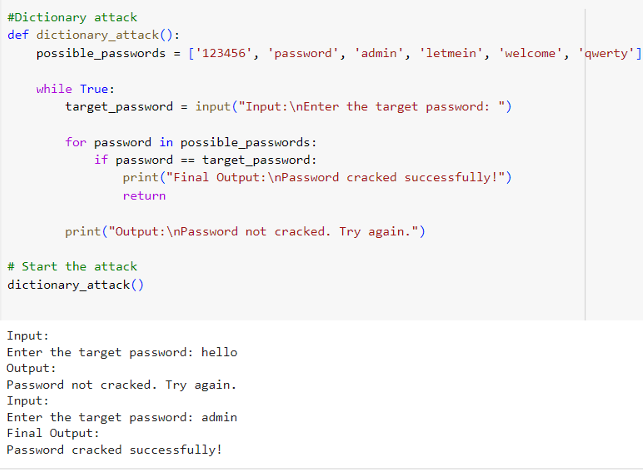 #Dictionary attack
def dictionary_attack():
    possible_passwords = ['123456', 'password', 'admin', 'letmein', 'welcome', 'qwerty']
    while True:
        target_password = input("Input:\nEnter the target password: ")
        for password in possible_passwords:
            if password == target_password:
                print("Final Output:\nPassword cracked successfully!")
                return
        print("Output:\nPassword not cracked. Try again.")
# Start the attack
dictionary_attack()
Input:
Enter the target password: hello
Output:
Password not cracked. Try again.
Input:
Enter the target password: admin
Final Output:
Password cracked successfully!